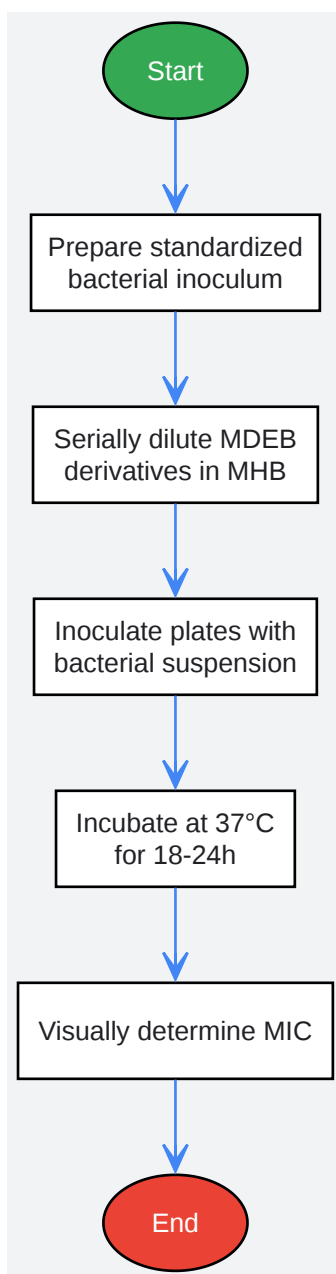 Start
Prepare standardized
bacterial inoculum
Serially dilute MDEB
derivatives in MHB
Inoculate plates with
bacterial suspension
Incubate at 37°C
for 18-24h
Visually determine MIC
End